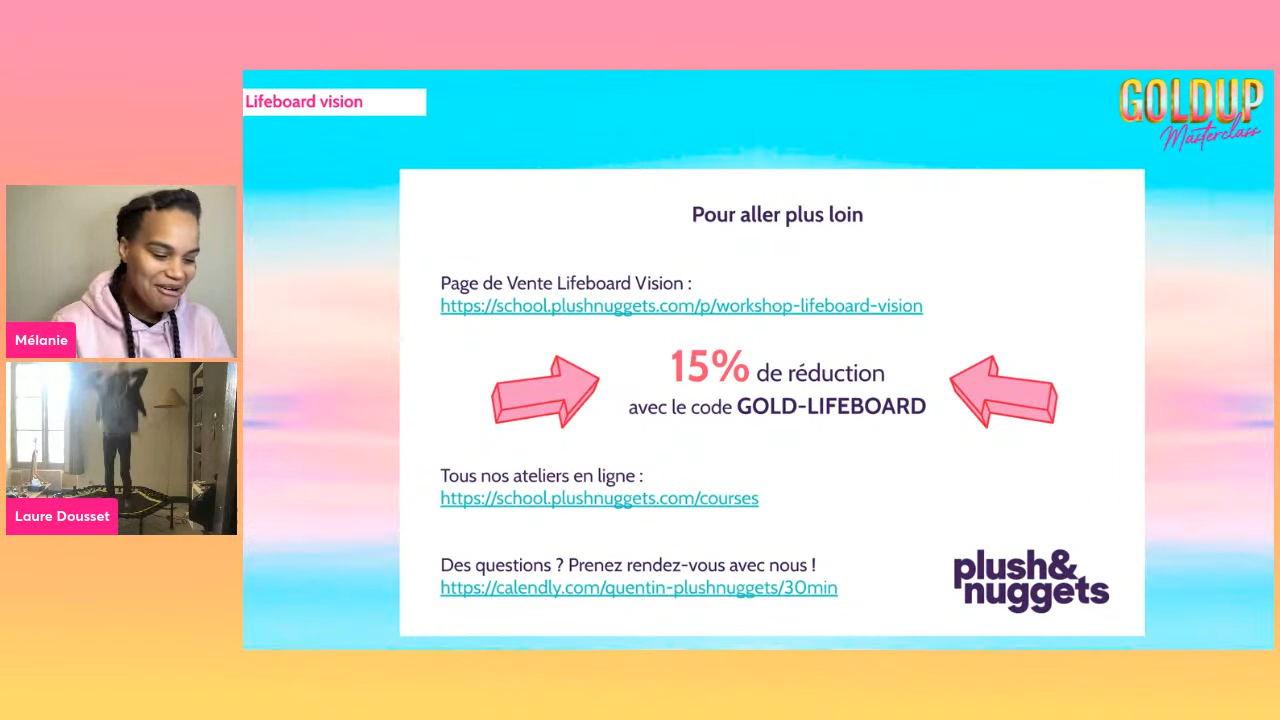 Lifeboard vision
GOLDUP
Masterclass
Pour aller plus loin
Page de Vente Lifeboard Vision :
https://school.plushnuggets.com/p/workshop-lifeboard-vision
15% de réduction
avec le code GOLD-LIFEBOARD
Tous nos ateliers en ligne :
https://school.plushnuggets.com/courses
Des questions ? Prenez rendez-vous avec nous !
https://calendly.com/quentin-plushnuggets/30min
plush&
nuggets
Mélanie
Laure Dousset